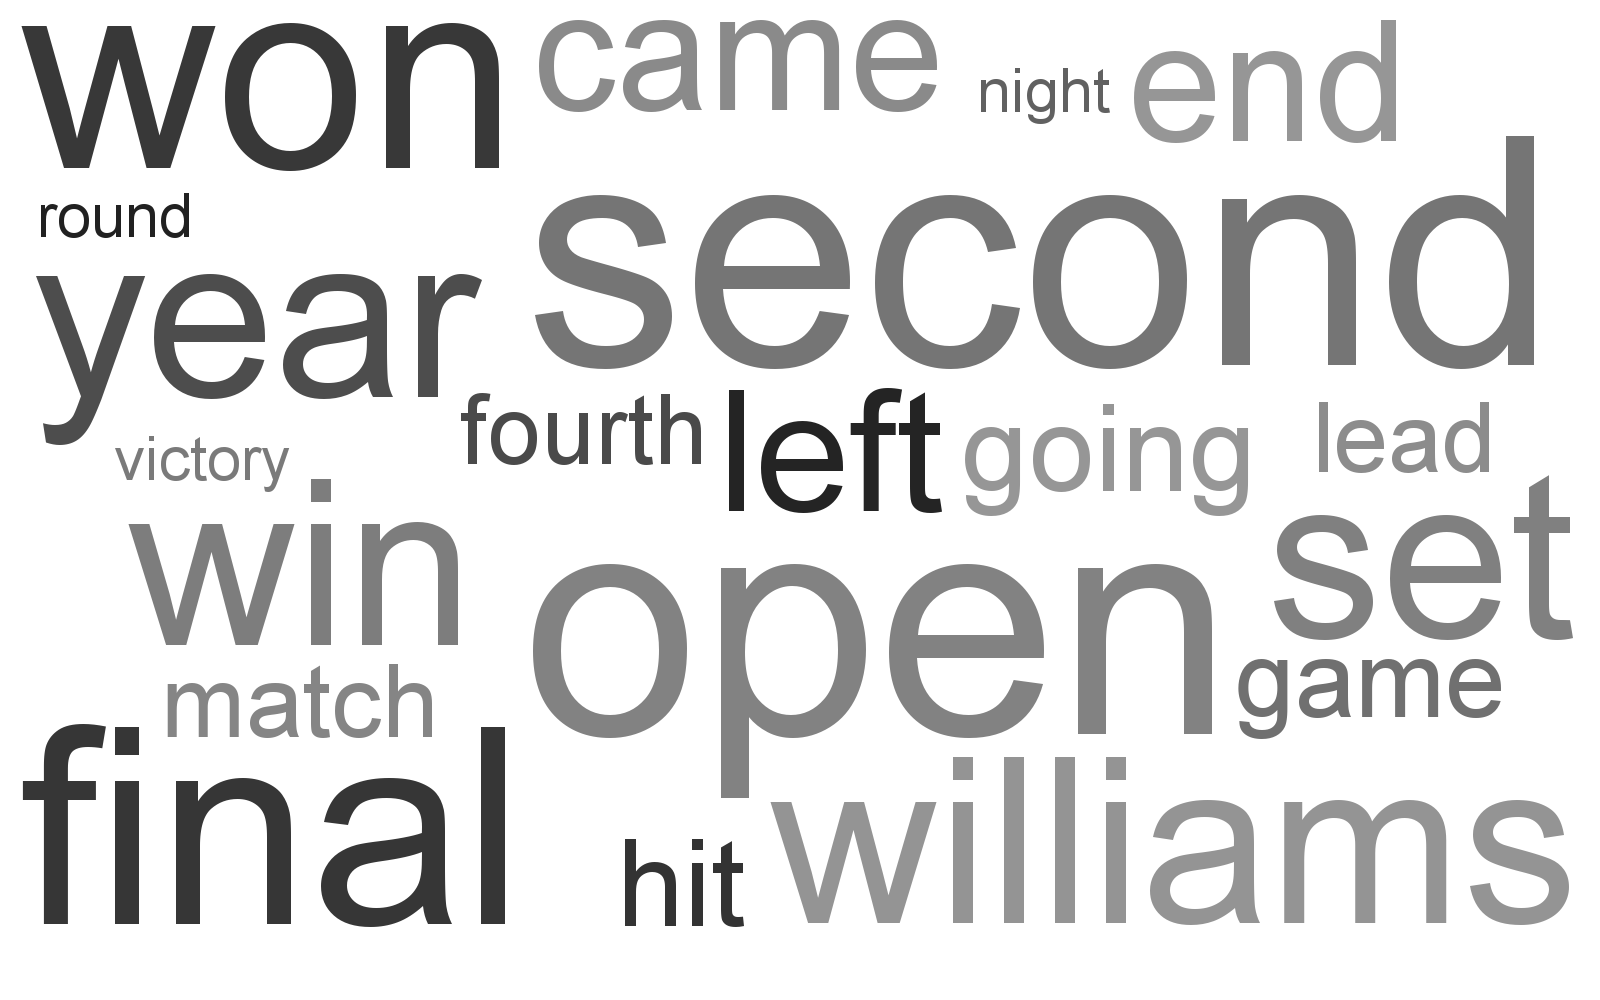 won came night end
round second
year
fourth left going lead
victory
win open set
match game
final hit williams